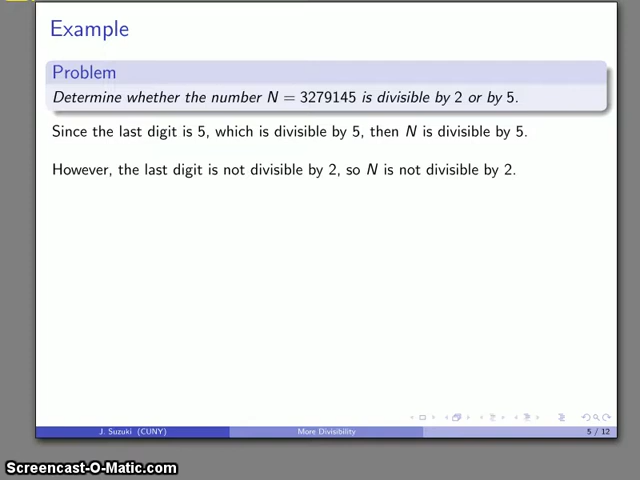 Example
Problem
Determine whether the number N = 3279145 is divisible by 2 or by 5.
Since the last digit is 5, which is divisible by 5, then N is divisible by 5.
However, the last digit is not divisible by 2, so N is not divisible by 2.
J. Suzuki (CUNY) More Divisibility 5 / 12
Screencast-O-Matic.com